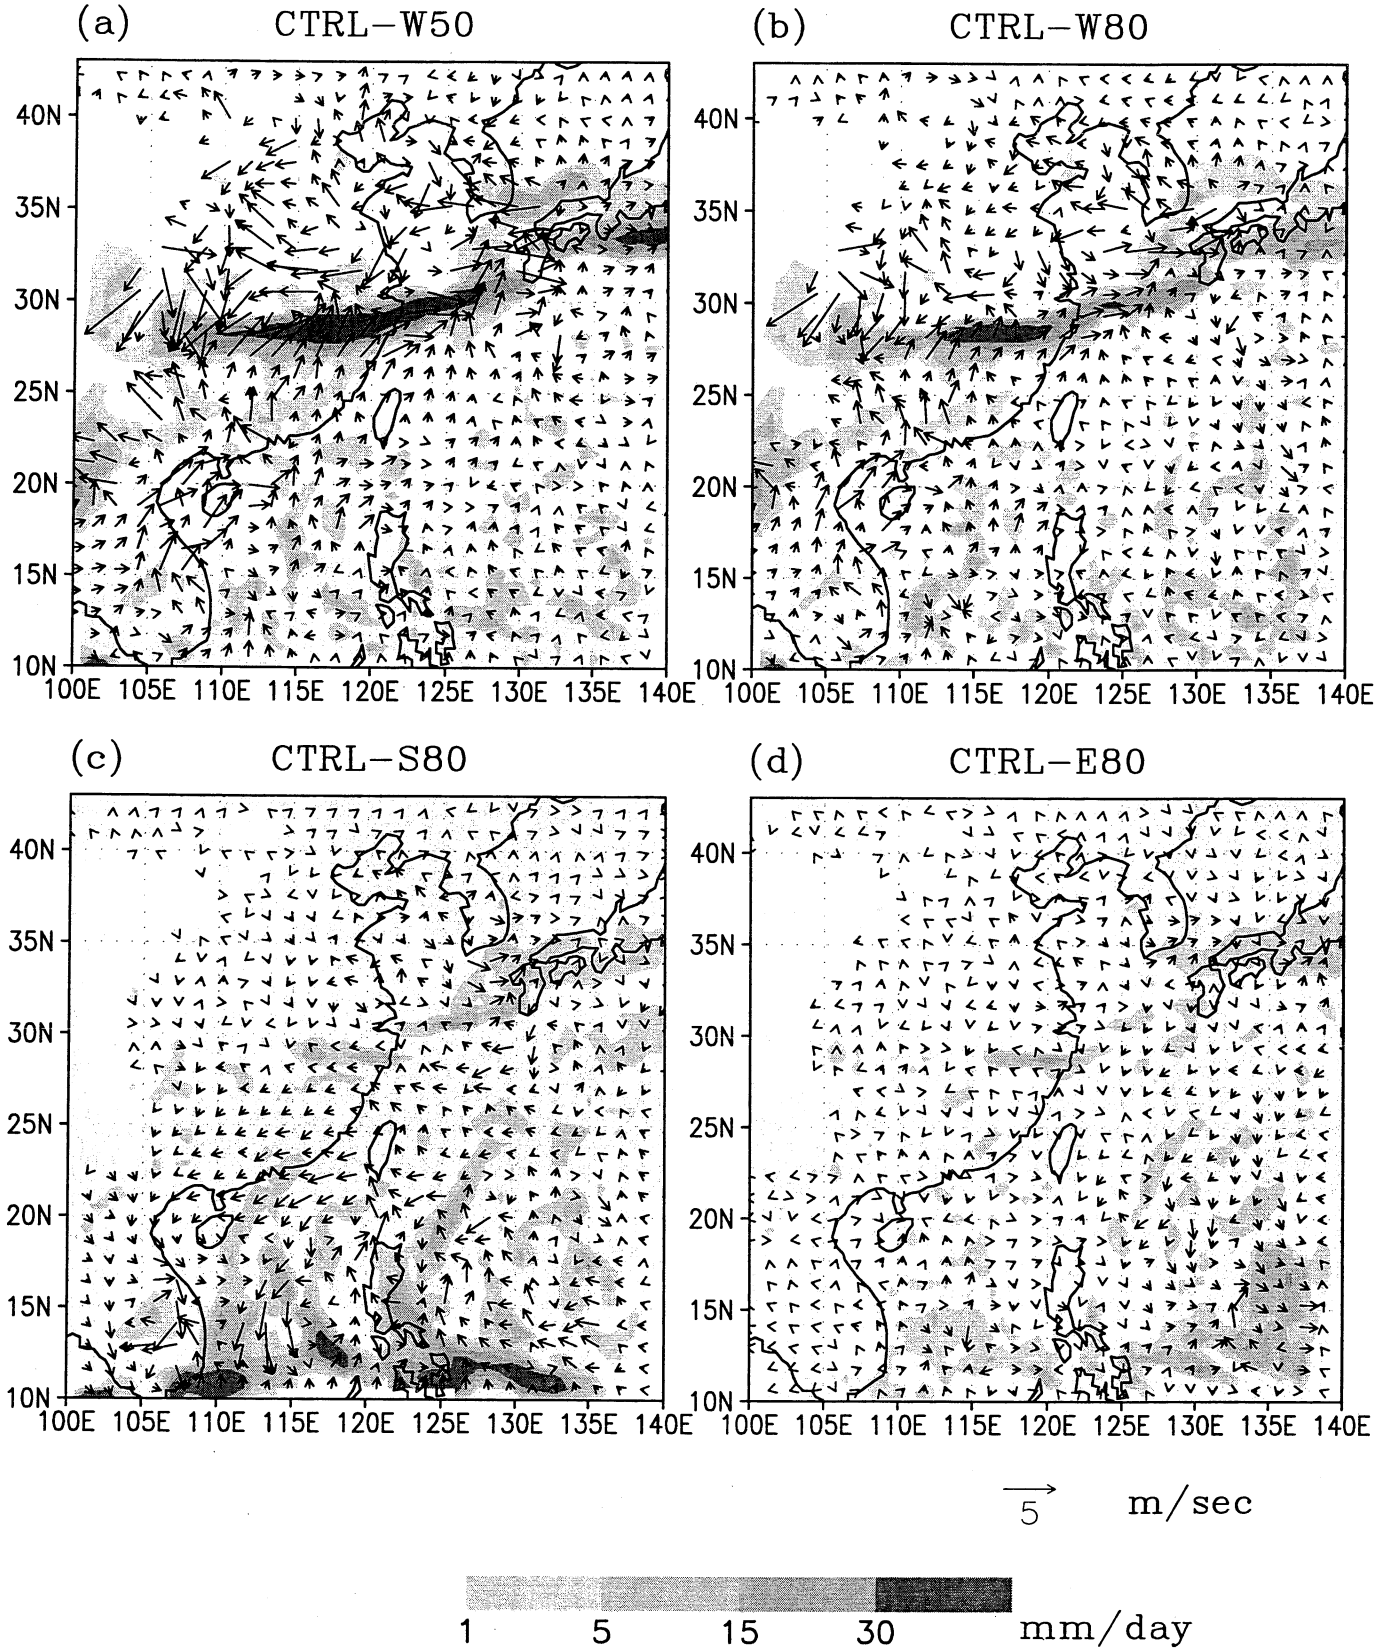 (a) CTRL-W50
(b) CTRL-W80
40N
35N
30N
25N
20N
15N
10N
100E 105E 110E 115E 120E 125E 130E 135E 140E
40N
35N
30N
25N
20N
15N
10N
100E 105E 110E 115E 120E 125E 130E 135E 140E
(c) CTRL-S80
(d) CTRL-E80
40N
35N
30N
25N
20N
15N
10N
100E 105E 110E 115E 120E 125E 130E 135E 140E
40N
35N
30N
25N
20N
15N
10N
100E 105E 110E 115E 120E 125E 130E 135E 140E
5 m/sec
1 5 15 30 mm/day